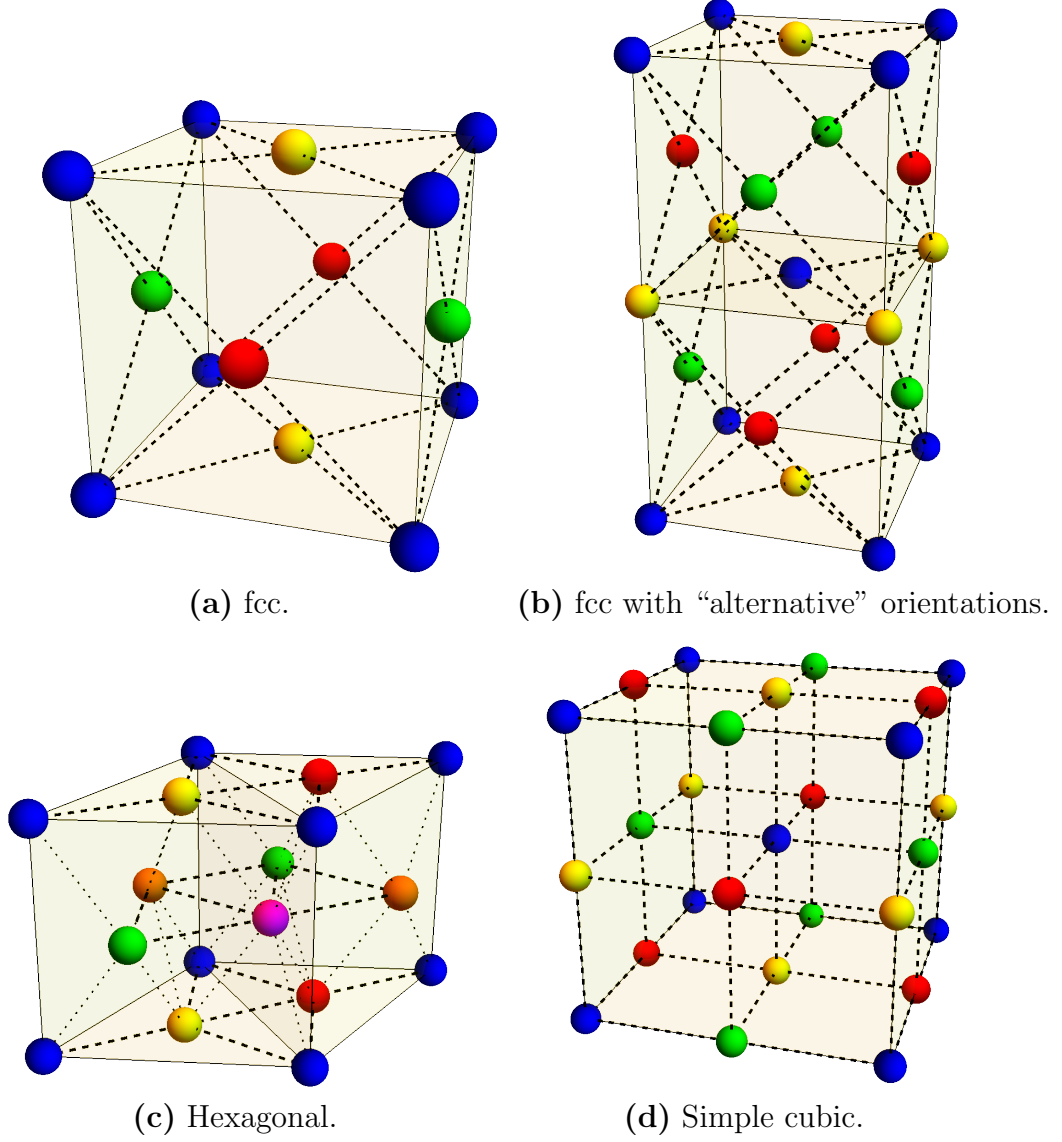 (a) fcc.
(b) fcc with “alternative” orientations.
(c) Hexagonal.
(d) Simple cubic.